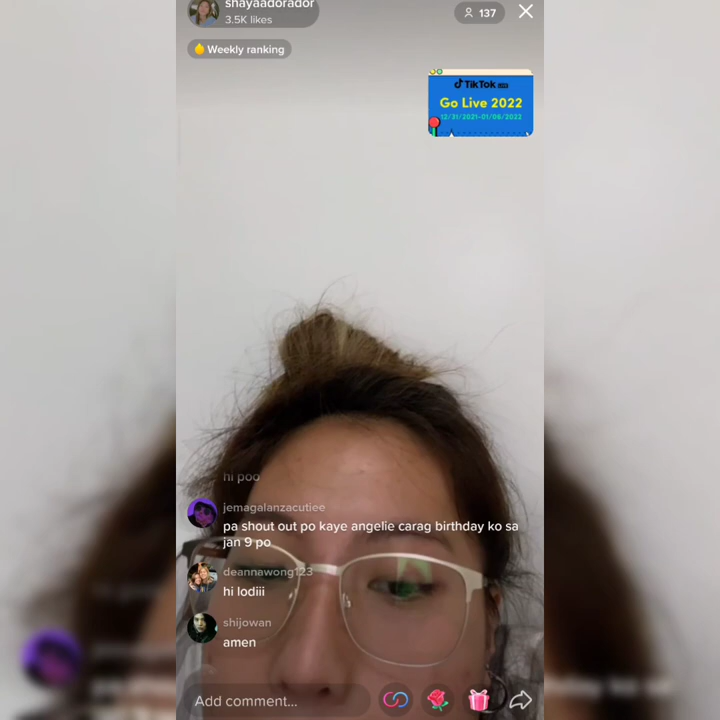 shayaadorador
3.5K likes
137
Weekly ranking
TikTok
Go Live 2022
12/31/2021-01/06/2022
hi poo
jemagalanzacutiee
pa shout out po kaye angelie carag birthday ko sa
jan 9 po
deannawong123
hi lodiii
shijowan
amen
Add comment...